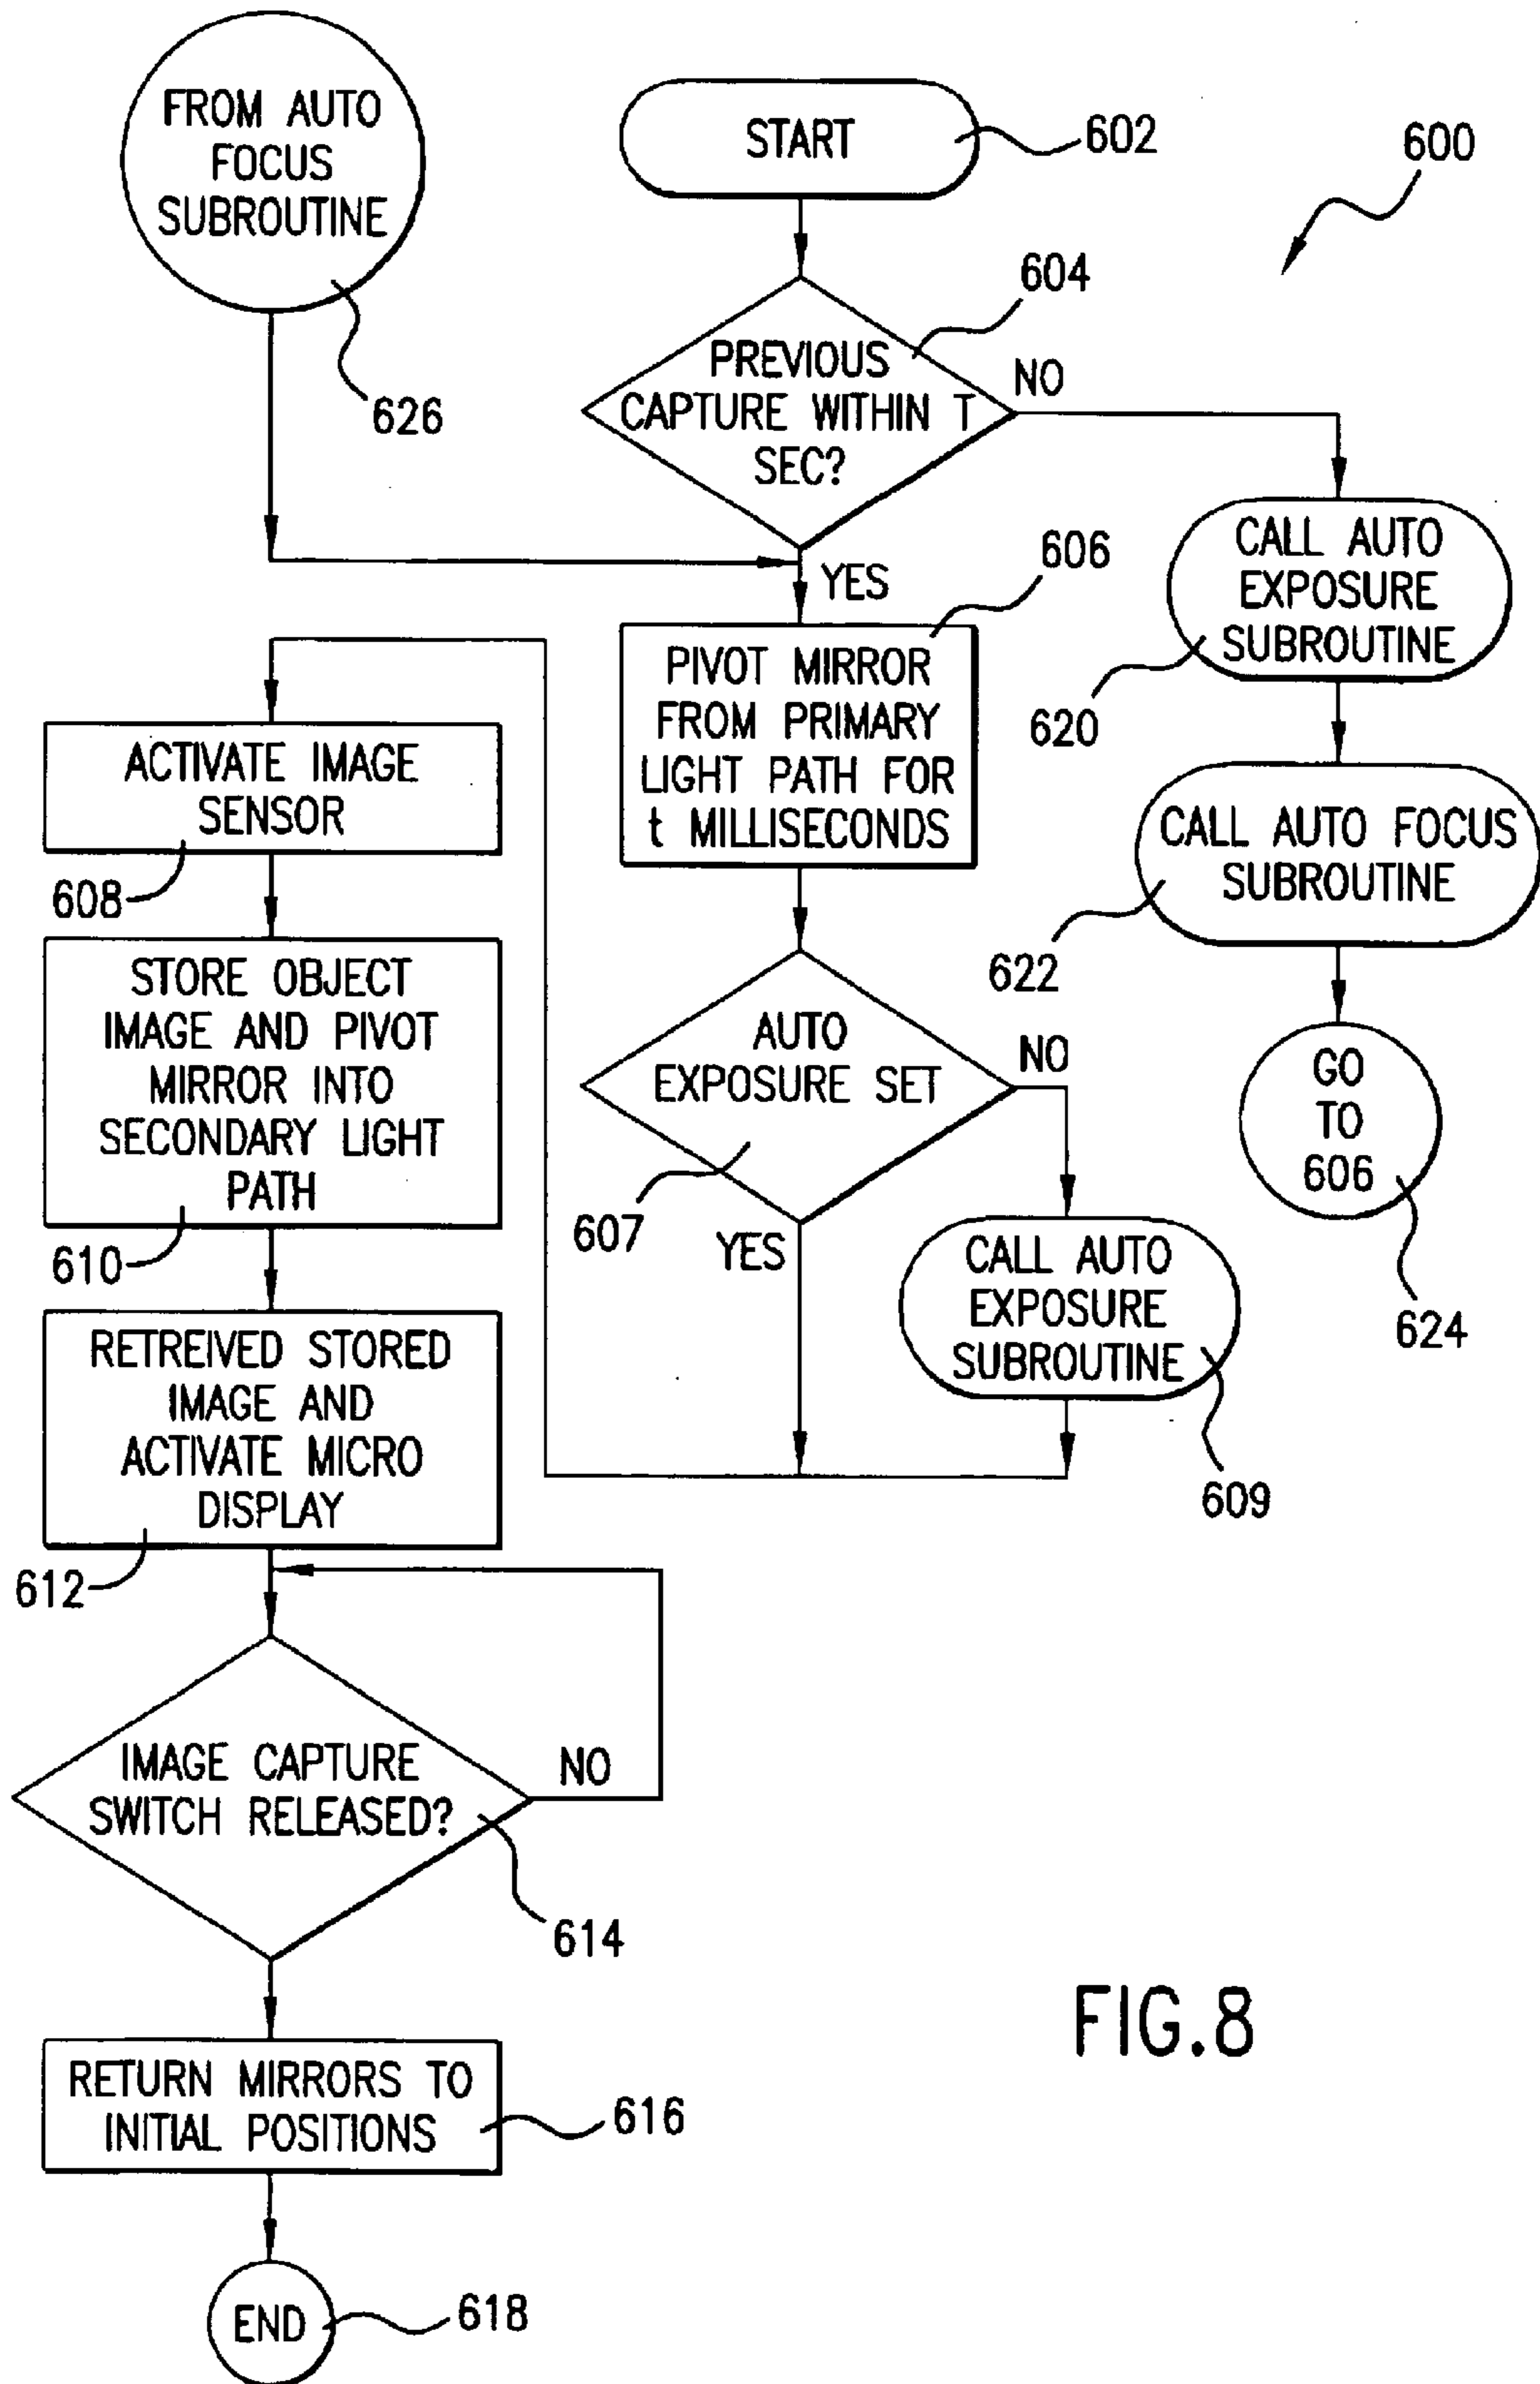 FROM AUTO
FOCUS
SUBROUTINE
626
START
602
600
604
PREVIOUS
CAPTURE WITHIN T
SEC?
NO
YES
606
PIVOT MIRROR
FROM PRIMARY
LIGHT PATH FOR
t MILLISECONDS
CALL AUTO
EXPOSURE
SUBROUTINE
620
CALL AUTO FOCUS
SUBROUTINE
622
GO
TO
606
624
AUTO
EXPOSURE SET
NO
607
YES
CALL AUTO
EXPOSURE
SUBROUTINE
609
ACTIVATE IMAGE
SENSOR
608
STORE OBJECT
IMAGE AND PIVOT
MIRROR INTO
SECONDARY LIGHT
PATH
610
RETREIVED STORED
IMAGE AND
ACTIVATE MICRO
DISPLAY
612
IMAGE CAPTURE
SWITCH RELEASED?
NO
614
RETURN MIRRORS TO
INITIAL POSITIONS
616
END
618
FIG.8